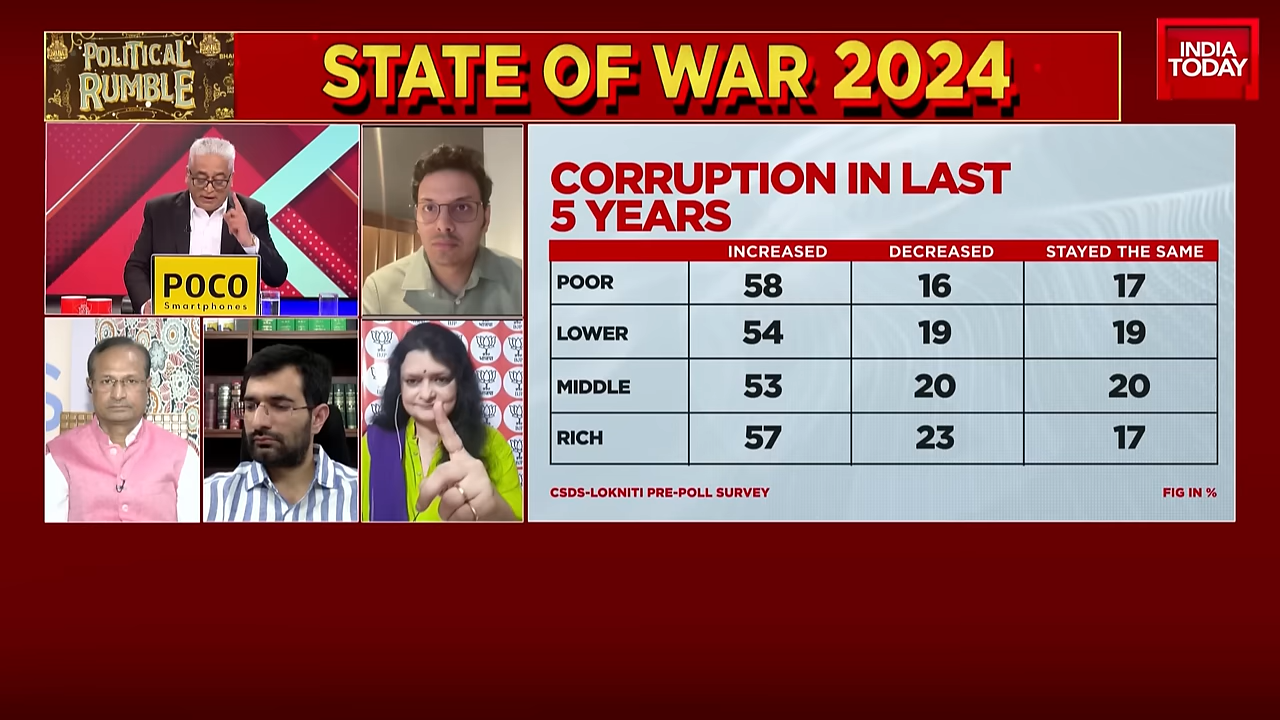 POLITICAL
RUMBLE
STATE OF WAR 2024
INDIA
TODAY
POCO
Smartphones
CORRUPTION IN LAST
5 YEARS
INCREASED DECREASED STAYED THE SAME
POOR 58 16 17
LOWER 54 19 19
MIDDLE 53 20 20
RICH 57 23 17
CSDS-LOKNITI PRE-POLL SURVEY FIG IN %